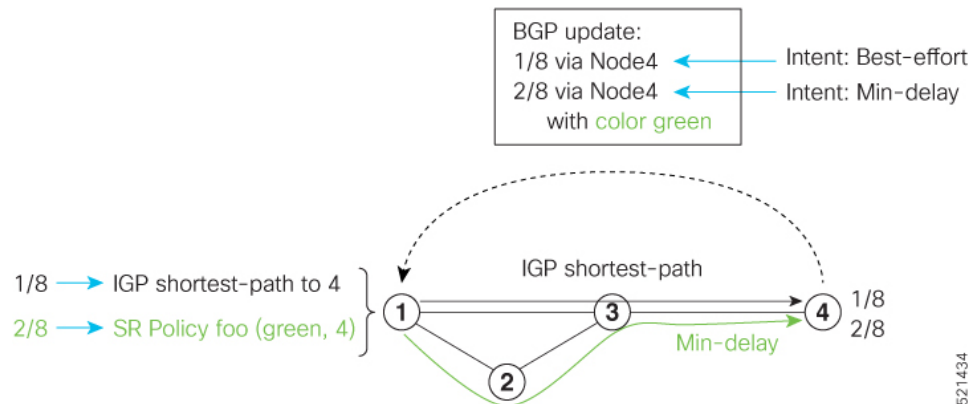 BGP update:
1/8 via Node4
Intent: Best-effort
2/8 via Node4
Intent: Min-delay
with color green
1/8
IGP shortest-path to 4
2/8
SR Policy foo (green, 4)
IGP shortest-path
1
3
4
1/8
2/8
Min-delay
2
521434